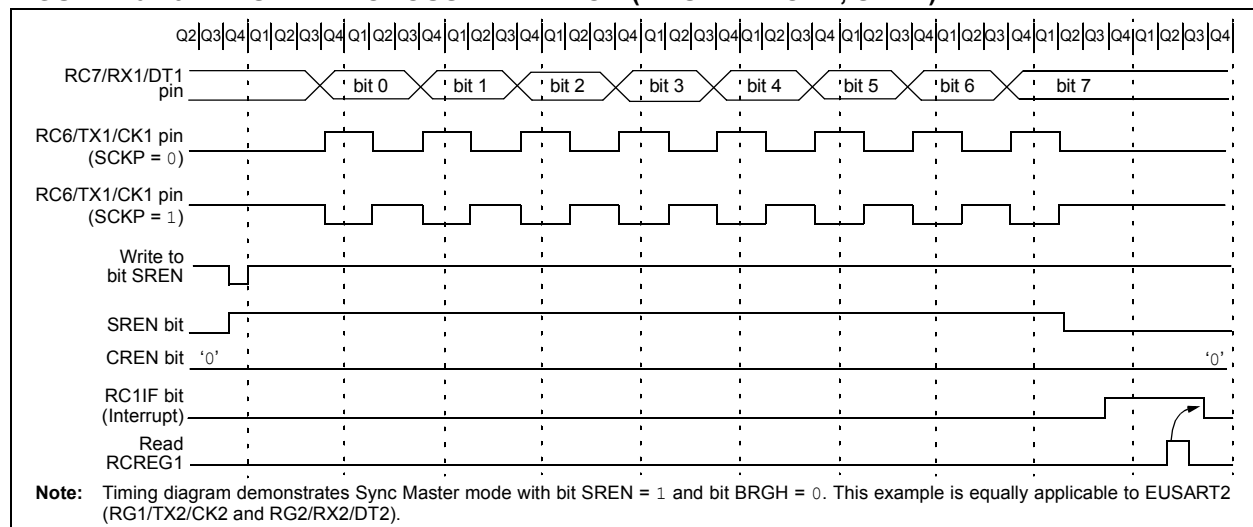 Q2 Q3 Q4 Q1 Q2 Q3 Q4 Q1 Q2 Q3 Q4 Q1 Q2 Q3 Q4 Q1 Q2 Q3 Q4 Q1 Q2 Q3 Q4 Q1 Q2 Q3 Q4 Q1 Q2 Q3 Q4 Q1 Q2 Q3 Q4 Q1 Q2 Q3 Q4 Q1 Q2 Q3 Q4
RC7/RX1/DT1
pin
bit 0 bit 1 bit 2 bit 3 bit 4 bit 5 bit 6 bit 7
RC6/TX1/CK1 pin
(SCKP = 0)
RC6/TX1/CK1 pin
(SCKP = 1)
Write to
bit SREN
SREN bit
CREN bit ‘0’ ‘0’
RC1IF bit
(Interrupt)
Read
RCREG1
Note: Timing diagram demonstrates Sync Master mode with bit SREN = 1 and bit BRGH = 0. This example is equally applicable to EUSART2
(RG1/TX2/CK2 and RG2/RX2/DT2).